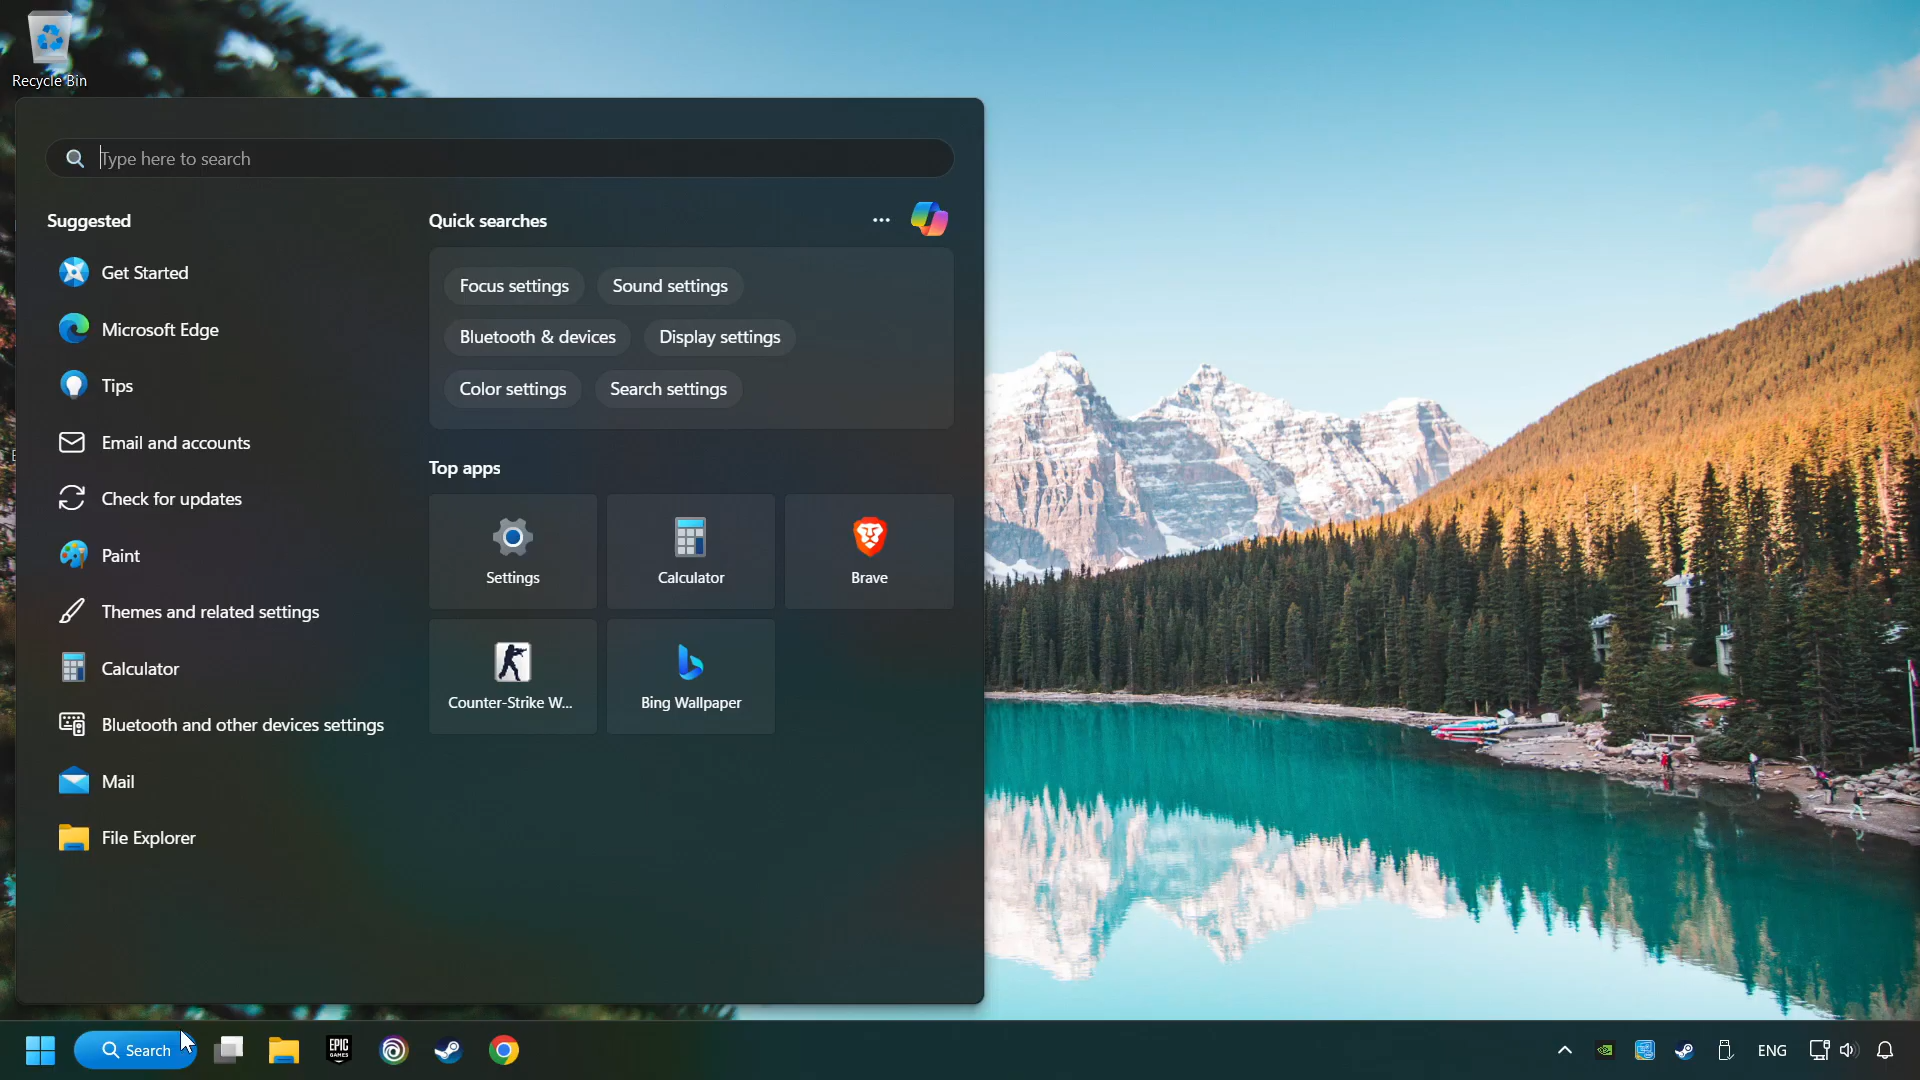 Recycle Bin
Type here to search
Suggested
Get Started
Microsoft Edge
Tips
Email and accounts
Check for updates
Paint
Themes and related settings
Calculator
Bluetooth and other devices settings
Mail
File Explorer
Quick searches
Focus settings
Sound settings
Bluetooth & devices
Display settings
Color settings
Search settings
Top apps
Settings
Calculator
Brave
Counter-Strike W...
Bing Wallpaper
Search
EPIC
GAMES
ENG